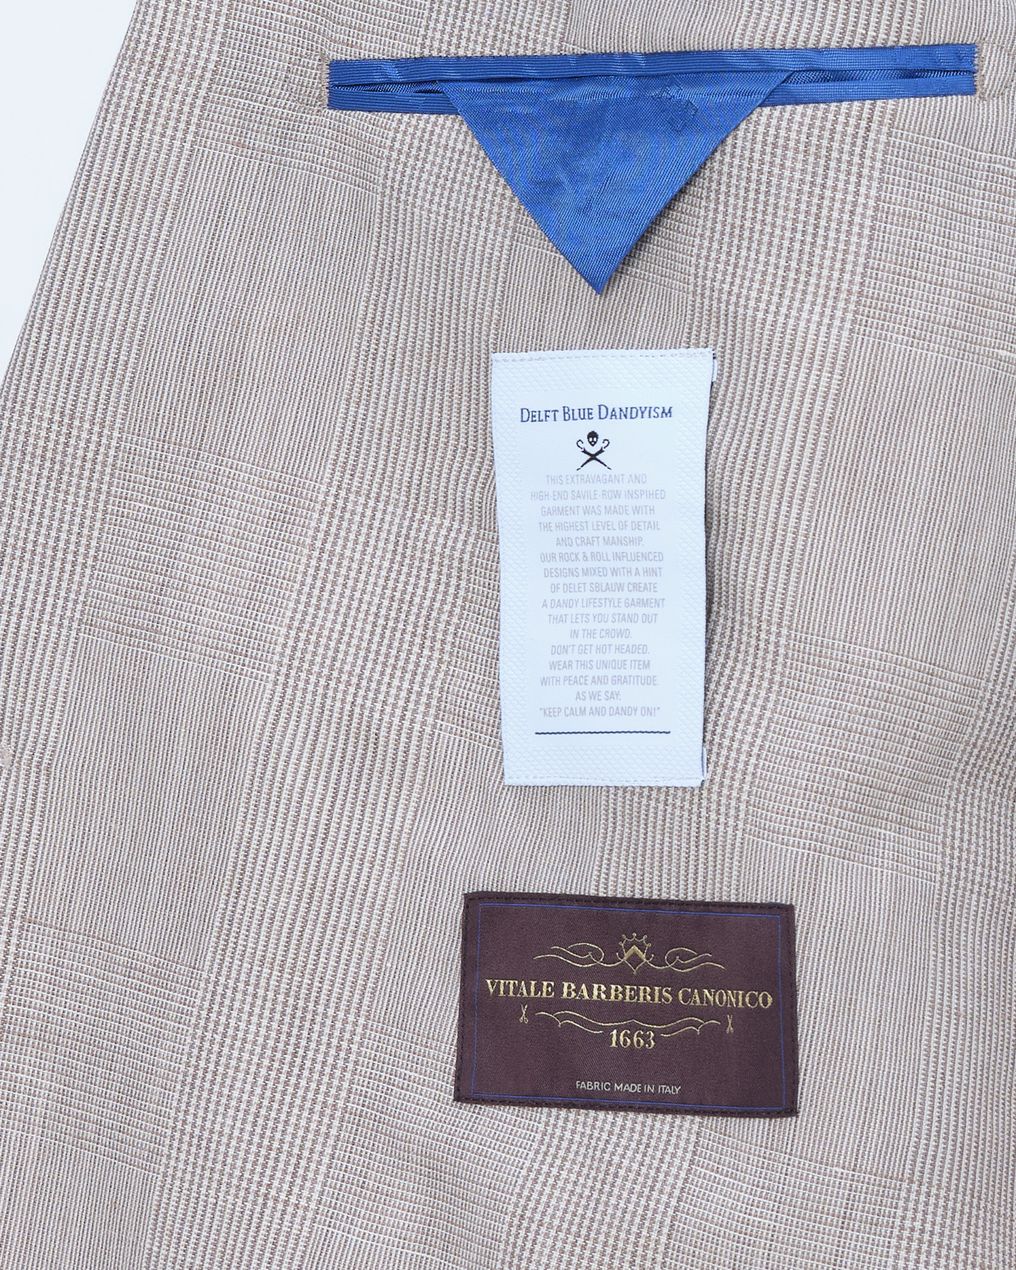 DELFT BLUE DANDYISM
THIS EXTRAVAGANT AND
HIGH-END SAVILE-ROW INSPIRED
GARMENT WAS MADE WITH
THE HIGHEST LEVEL OF DETAIL
AND CRAFT MANSHIP.
OUR ROCK & ROLL INFLUENCED
DESIGNS MIXED WITH A HINT
OF DELET SBLAUW CREATE
A DANDY LIFESTYLE GARMENT
THAT LETS YOU STAND OUT
IN THE CROWD.
DON'T GET HOT HEADED.
WEAR THIS UNIQUE ITEM
WITH PEACE AND GRATITUDE
AS WE SAY:
"KEEP CALM AND DANDY ON!"
VITALE BARBERIS CANONICO
1663
FABRIC MADE IN ITALY